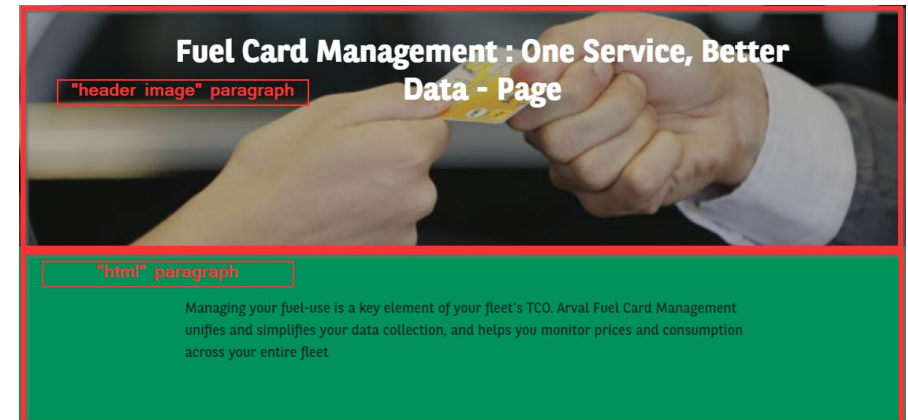 Fuel Card Management : One Service, Better
Data - Page
"header image" paragraph
"html" paragraph
Managing your fuel-use is a key element of your fleet's TCO. Arval Fuel Card Management
unifies and simplifies your data collection, and helps you monitor prices and consumption
across your entire fleet